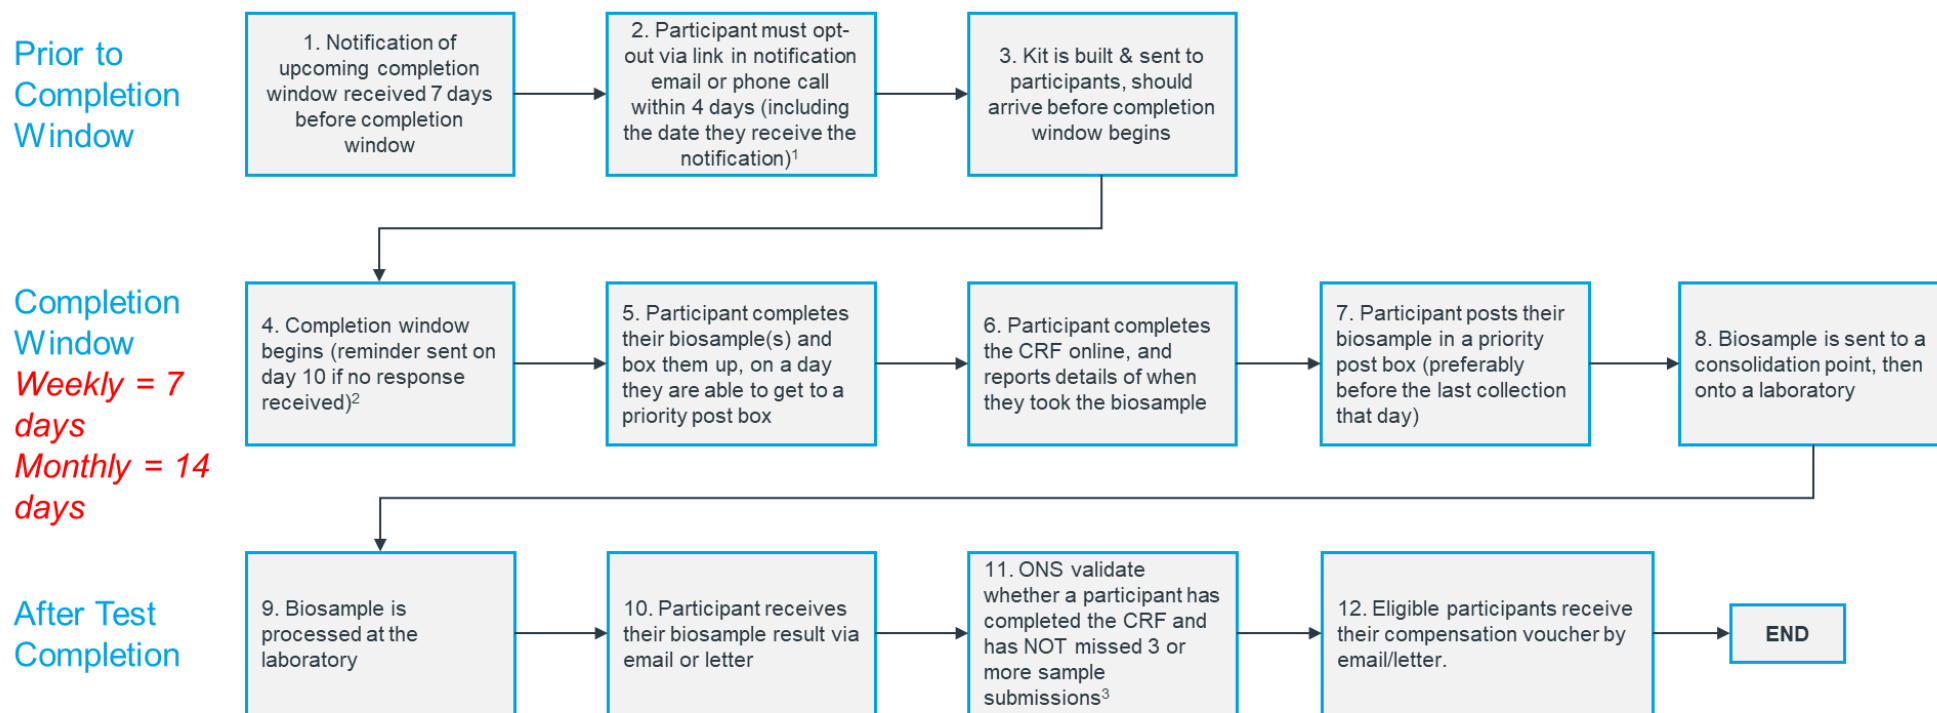 Prior to
Completion
Window
1. Notification of
upcoming completion
window received 7 days
before completion
window
2. Participant must opt-
out via link in notification
email or phone call
within 4 days (including
the date they receive the
notification)¹
3. Kit is built & sent to
participants, should
arrive before completion
window begins
Completion
Window
Weekly = 7
days
Monthly = 14
days
4. Completion window
begins (reminder sent on
day 10 if no response
received)²
5. Participant completes
their biosample(s) and
box them up, on a day
they are able to get to a
priority post box
6. Participant completes
the CRF online, and
reports details of when
they took the biosample
7. Participant posts their
biosample in a priority
post box (preferably
before the last collection
that day)
8. Biosample is sent to a
consolidation point, then
onto a laboratory
After Test
Completion
9. Biosample is
processed at the
laboratory
10. Participant receives
their biosample result via
email or letter
11. ONS validate
whether a participant has
completed the CRF and
has NOT missed 3 or
more sample
submissions³
12. Eligible participants receive
their compensation voucher by
email/letter.
END